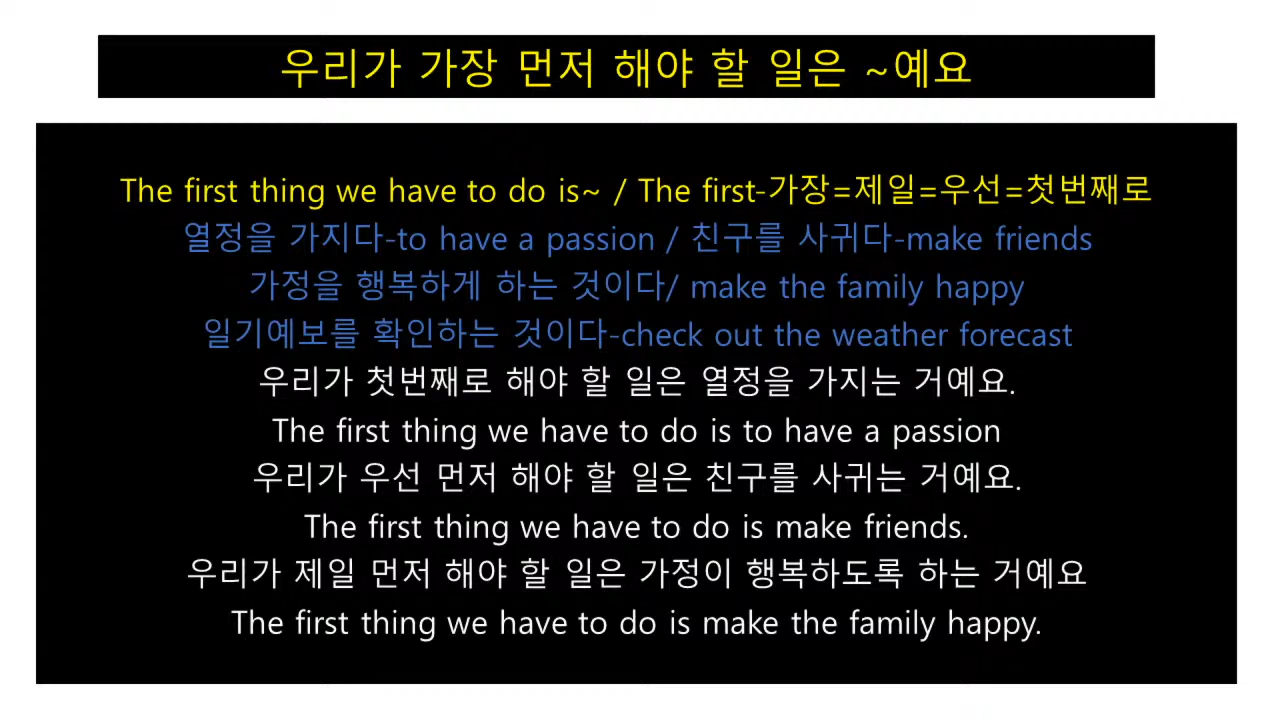 우리가 가장 먼저 해야 할 일은 ~예요
The first thing we have to do is~ / The first-가장=제일=우선=첫번째로
열정을 가지다-to have a passion / 친구를 사귀다-make friends
가정을 행복하게 하는 것이다/ make the family happy
일기예보를 확인하는 것이다-check out the weather forecast
우리가 첫번째로 해야 할 일은 열정을 가지는 거예요.
The first thing we have to do is to have a passion
우리가 우선 먼저 해야 할 일은 친구를 사귀는 거예요.
The first thing we have to do is make friends.
우리가 제일 먼저 해야 할 일은 가정이 행복하도록 하는 거예요
The first thing we have to do is make the family happy.